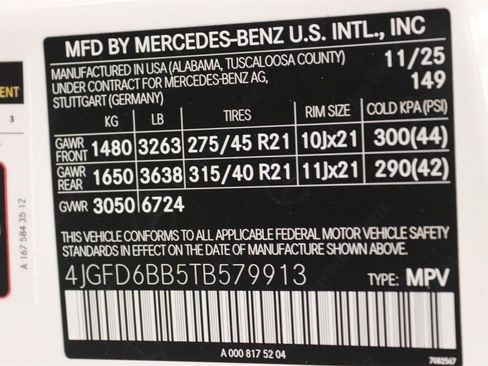 MFD BY MERCEDES-BENZ U.S. INTL., INC
MANUFACTURED IN USA (ALABAMA, TUSCALOOSA COUNTY) 11/25
UNDER CONTRACT FOR MERCEDES-BENZ AG, 149
STUTTGART (GERMANY)
KG LB TIRES RIM SIZE COLD KPA(PSI)
GAWR FRONT 1480 3263 275/45 R21 10Jx21 300(44)
GAWR REAR 1650 3638 315/40 R21 11Jx21 290(42)
GVWR 3050 6724
THIS VEHICLE CONFORMS TO ALL APPLICABLE FEDERAL MOTOR VEHICLE SAFETY
STANDARDS IN EFFECT ON THE DATE OF MANUFACTURE SHOWN ABOVE.
4JGFD6BB5TB579913 TYPE: MPV
A 000 817 52 04
7082567
A 167 584 35 12
3